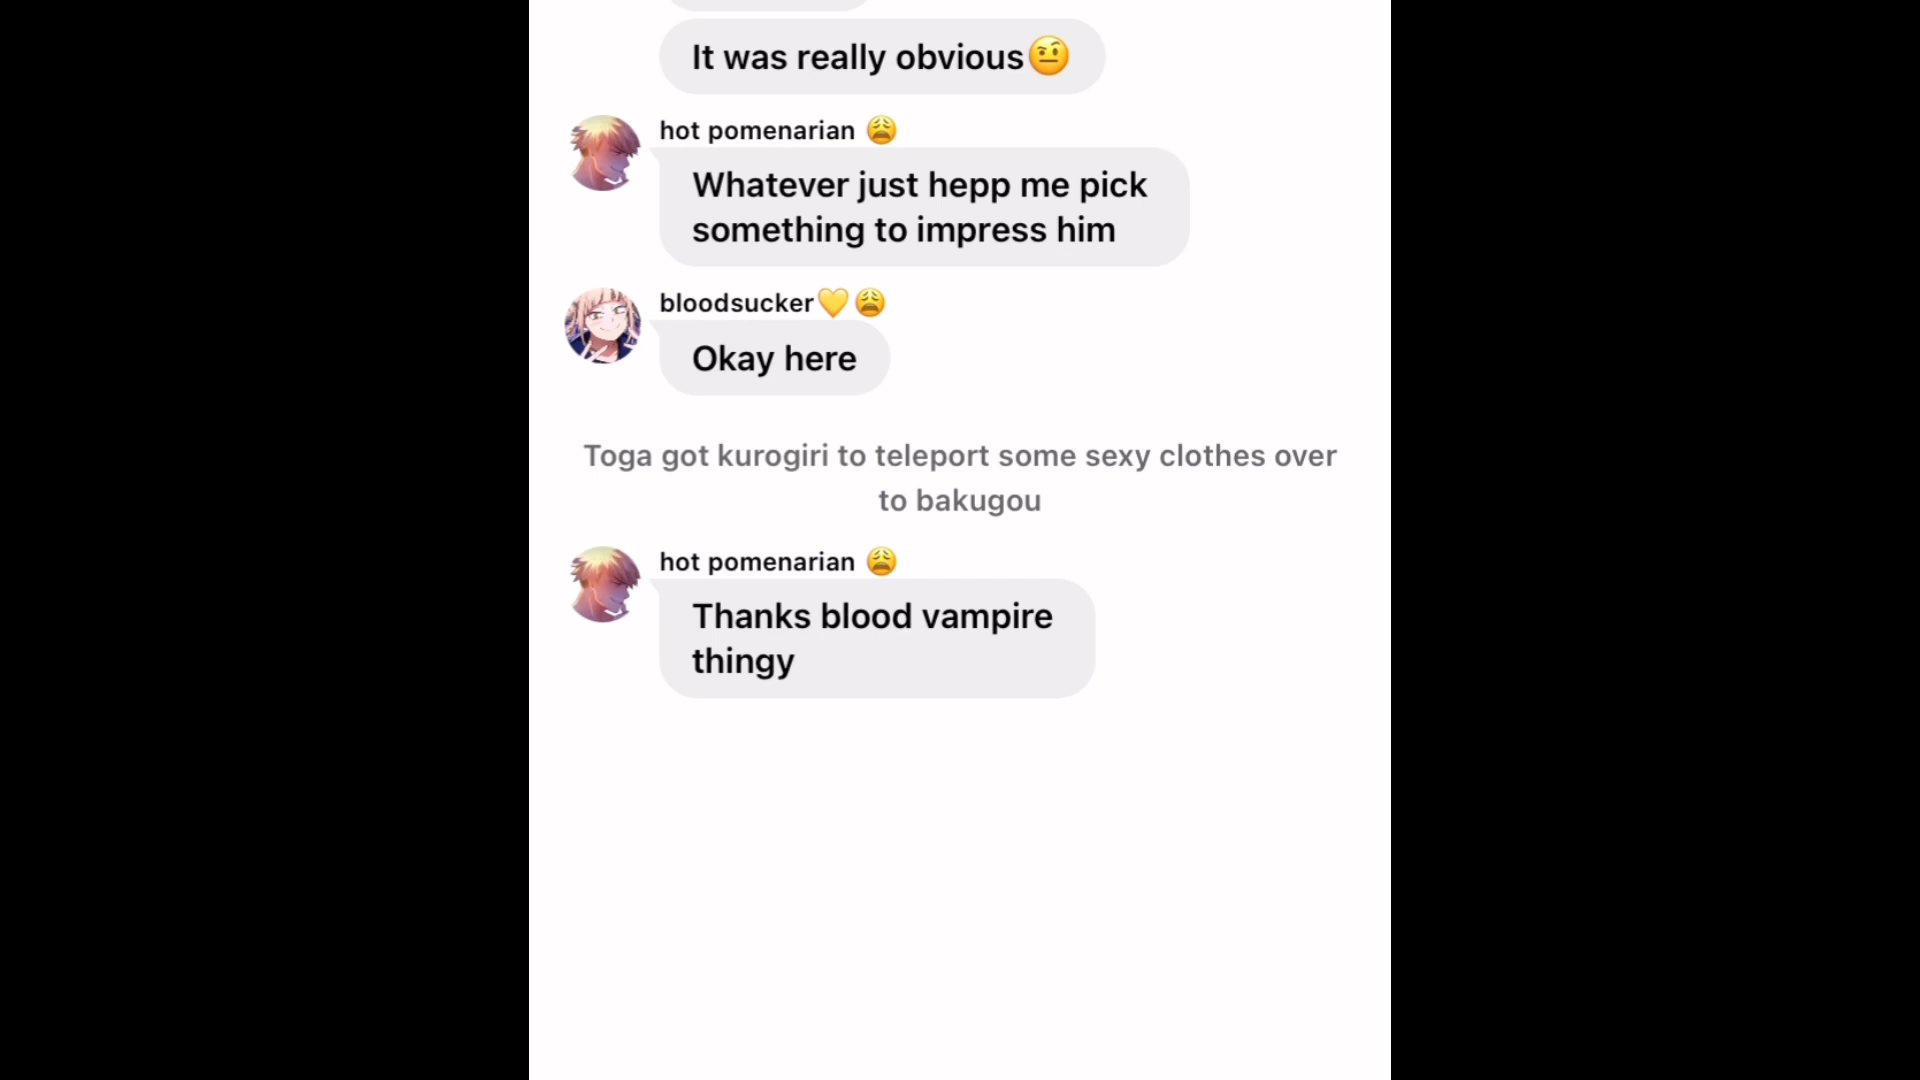 It was really obvious🤨
hot pomenarian 😩
Whatever just hepp me pick
something to impress him
bloodsucker💛😩
Okay here
Toga got kurogiri to teleport some sexy clothes over
to bakugou
hot pomenarian 😩
Thanks blood vampire
thingy